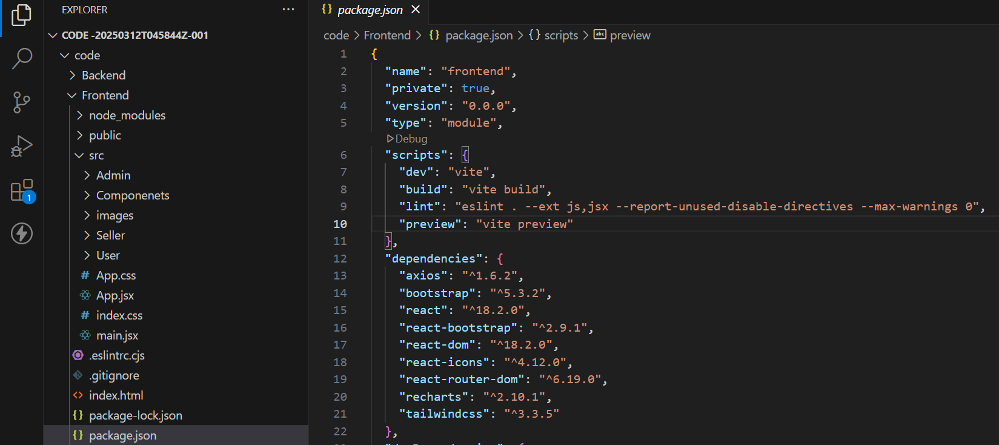 EXPLORER
CODE -20250312T045844Z-001
code
Backend
Frontend
node_modules
public
src
Admin
Componenets
images
Seller
User
# App.css
App.jsx
# index.css
main.jsx
.eslintrc.cjs
.gitignore
<> index.html
{} package-lock.json
{} package.json
1
{} package.json ×
code > Frontend > {} package.json > {} scripts > abc preview
1 {
2 "name": "frontend",
3 "private": true,
4 "version": "0.0.0",
5 "type": "module",
Debug
6 "scripts": {
7 "dev": "vite",
8 "build": "vite build",
9 "lint": "eslint . --ext js,jsx --report-unused-disable-directives --max-warnings 0",
10 "preview": "vite preview"
11 },
12 "dependencies": {
13 "axios": "^1.6.2",
14 "bootstrap": "^5.3.2",
15 "react": "^18.2.0",
16 "react-bootstrap": "^2.9.1",
17 "react-dom": "^18.2.0",
18 "react-icons": "^4.12.0",
19 "react-router-dom": "^6.19.0",
20 "recharts": "^2.10.1",
21 "tailwindcss": "^3.3.5"
22 },